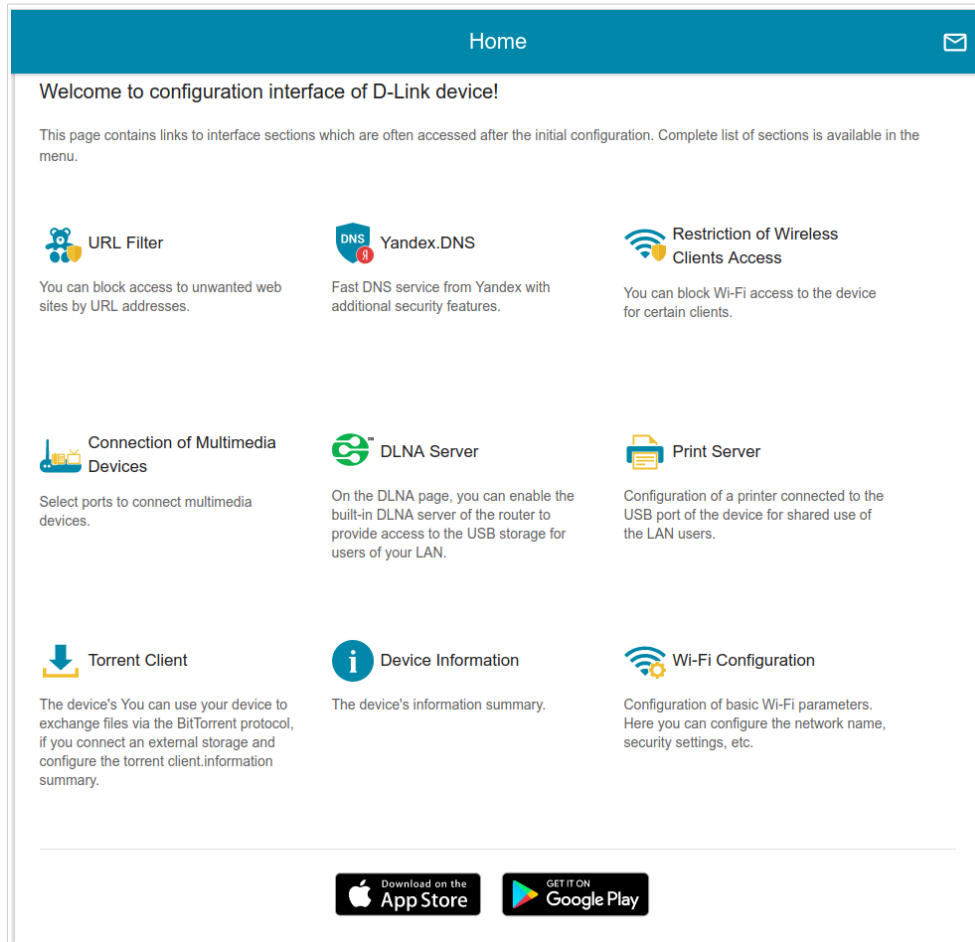 Home
Welcome to configuration interface of D-Link device!
This page contains links to interface sections which are often accessed after the initial configuration. Complete list of sections is available in the
menu.
URL Filter
You can block access to unwanted web
sites by URL addresses.
DNS
Я
Yandex.DNS
Fast DNS service from Yandex with
additional security features.
Restriction of Wireless
Clients Access
You can block Wi-Fi access to the device
for certain clients.
Connection of Multimedia
Devices
Select ports to connect multimedia
devices.
DLNA Server
On the DLNA page, you can enable the
built-in DLNA server of the router to
provide access to the USB storage for
users of your LAN.
Print Server
Configuration of a printer connected to the
USB port of the device for shared use of
the LAN users.
Torrent Client
The device's You can use your device to
exchange files via the BitTorrent protocol,
if you connect an external storage and
configure the torrent client.information
summary.
i
Device Information
The device's information summary.
Wi-Fi Configuration
Configuration of basic Wi-Fi parameters.
Here you can configure the network name,
security settings, etc.
Download on the
App Store
GET IT ON
Google Play